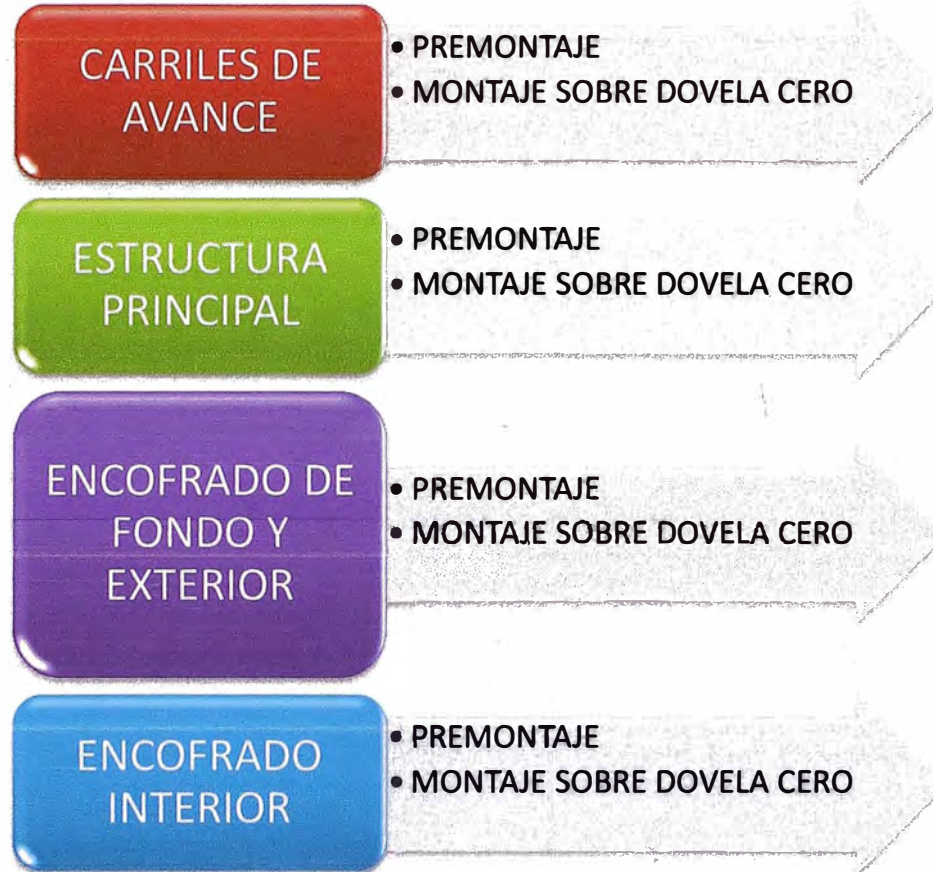 CARRILES DE
AVANCE
• PREMONTAJE
• MONTAJE SOBRE DOVELA CERO
ESTRUCTURA
PRINCIPAL
• PREMONTAJE
• MONTAJE SOBRE DOVELA CERO
ENCOFRADO DE
FONDO Y
EXTERIOR
• PREMONTAJE
• MONTAJE SOBRE DOVELA CERO
ENCOFRADO
INTERIOR
• PREMONTAJE
• MONTAJE SOBRE DOVELA CERO